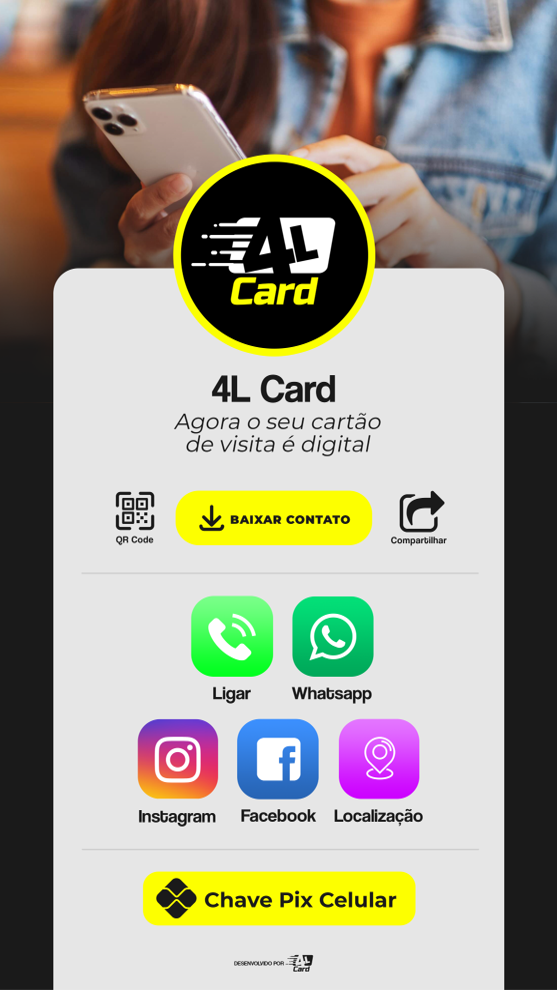 4L
Card
4L Card
Agora o seu cartão
de visita é digital
QR Code
BAIXAR CONTATO
Compartilhar
Ligar
Whatsapp
Instagram
Facebook
Localização
Chave Pix Celular
DESENVOLVIDO POR 4L
Card